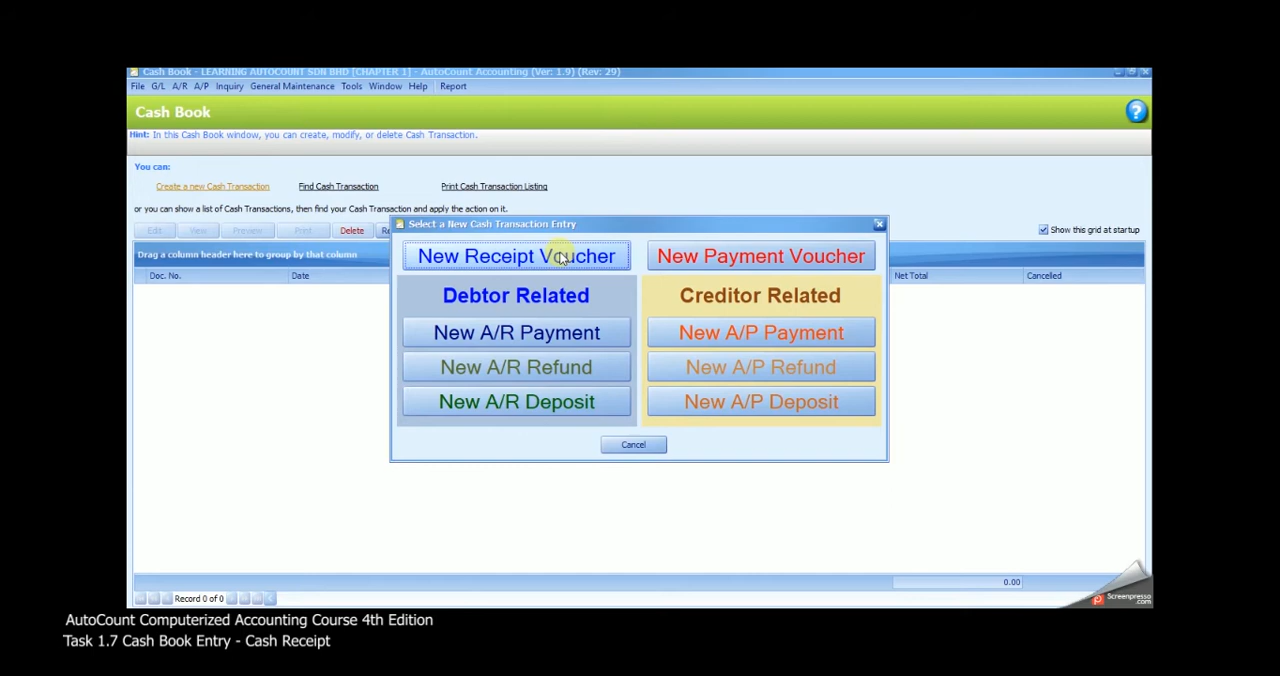 Cash Book - LEARNING AUTOCOUNT SDN BHD [CHAPTER 1] - AutoCount Accounting (Ver: 1.9) (Rev: 29)
File G/L A/R A/P Inquiry General Maintenance Tools Window Help Report
Cash Book
?
Hint: In this Cash Book window, you can create, modify, or delete Cash Transaction.
You can:
Create a new Cash Transaction Find Cash Transaction Print Cash Transaction Listing
or you can show a list of Cash Transactions, then find your Cash Transaction and apply the action on it.
Select a New Cash Transaction Entry
Edit View Preview Print Delete Re Show this grid at startup
Drag a column header here to group by that column
Doc. No. Date Net Total Cancelled
New Receipt Voucher New Payment Voucher
Debtor Related Creditor Related
New A/R Payment New A/P Payment
New A/R Refund New A/P Refund
New A/R Deposit New A/P Deposit
Cancel
0.00
Record 0 of 0
Screenpresso.com
AutoCount Computerized Accounting Course 4th Edition
Task 1.7 Cash Book Entry - Cash Receipt